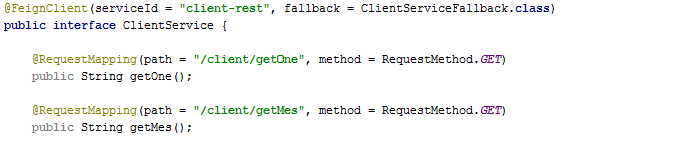 @FeignClient(serviceId = "client-rest", fallback = ClientServiceFallback.class)
public interface ClientService {
@RequestMapping(path = "/client/getOne", method = RequestMethod.GET)
public String getOne();
@RequestMapping(path = "/client/getMes", method = RequestMethod.GET)
public String getMes();